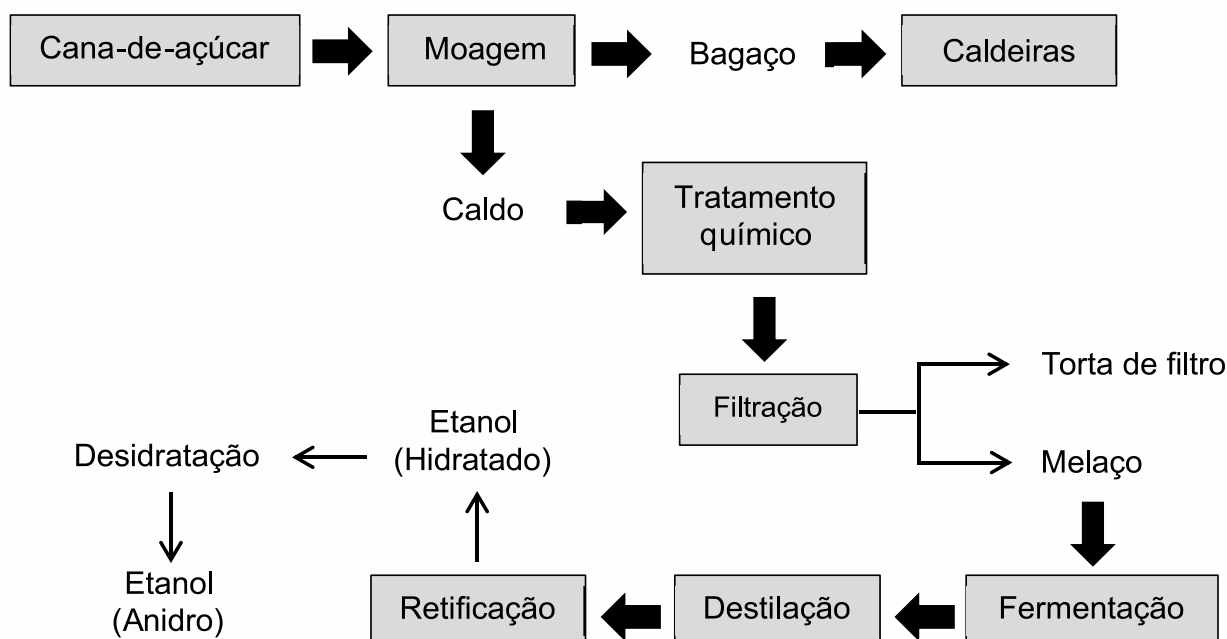 Cana-de-açúcar
Moagem
Bagaço
Caldeiras
Caldo
Tratamento
químico
Filtração
Torta de filtro
Melaço
Etanol
(Hidratado)
Desidratação
Etanol
(Anidro)
Retificação
Destilação
Fermentação